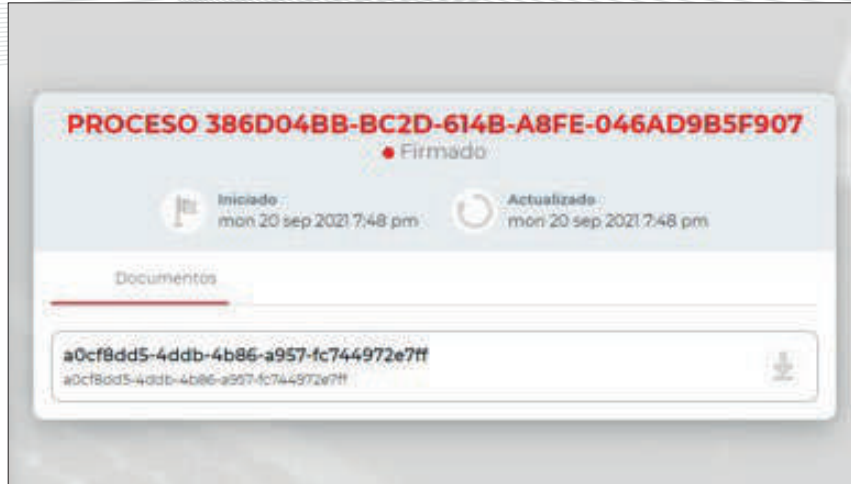 PROCESO 386D04BB-BC2D-614B-A8FE-046AD9B5F907
Firmado
Iniciado
mon 20 sep 2021 7:48 pm
Actualizado
mon 20 sep 2021 7:48 pm
Documentos
a0cf8dd5-4ddb-4b86-a957-fc744972e7ff
a0cf8dd5-4ddb-4b86-a957-fc744972e7ff